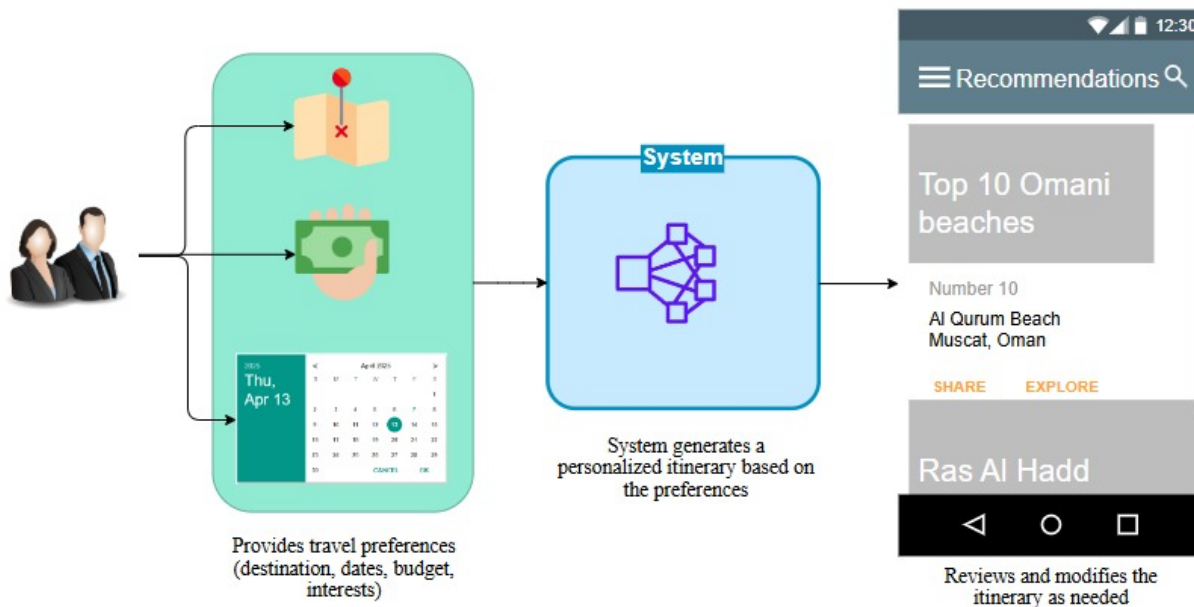 12:30
Recommendations
Top 10 Omani
beaches
Number 10
Al Qurum Beach
Muscat, Oman
SHARE EXPLORE
Ras Al Hadd
System
Thu,
Apr 13
CANCEL OK
System generates a
personalized itinerary based on
the preferences
Provides travel preferences
(destination, dates, budget,
interests)
Reviews and modifies the
itinerary as needed